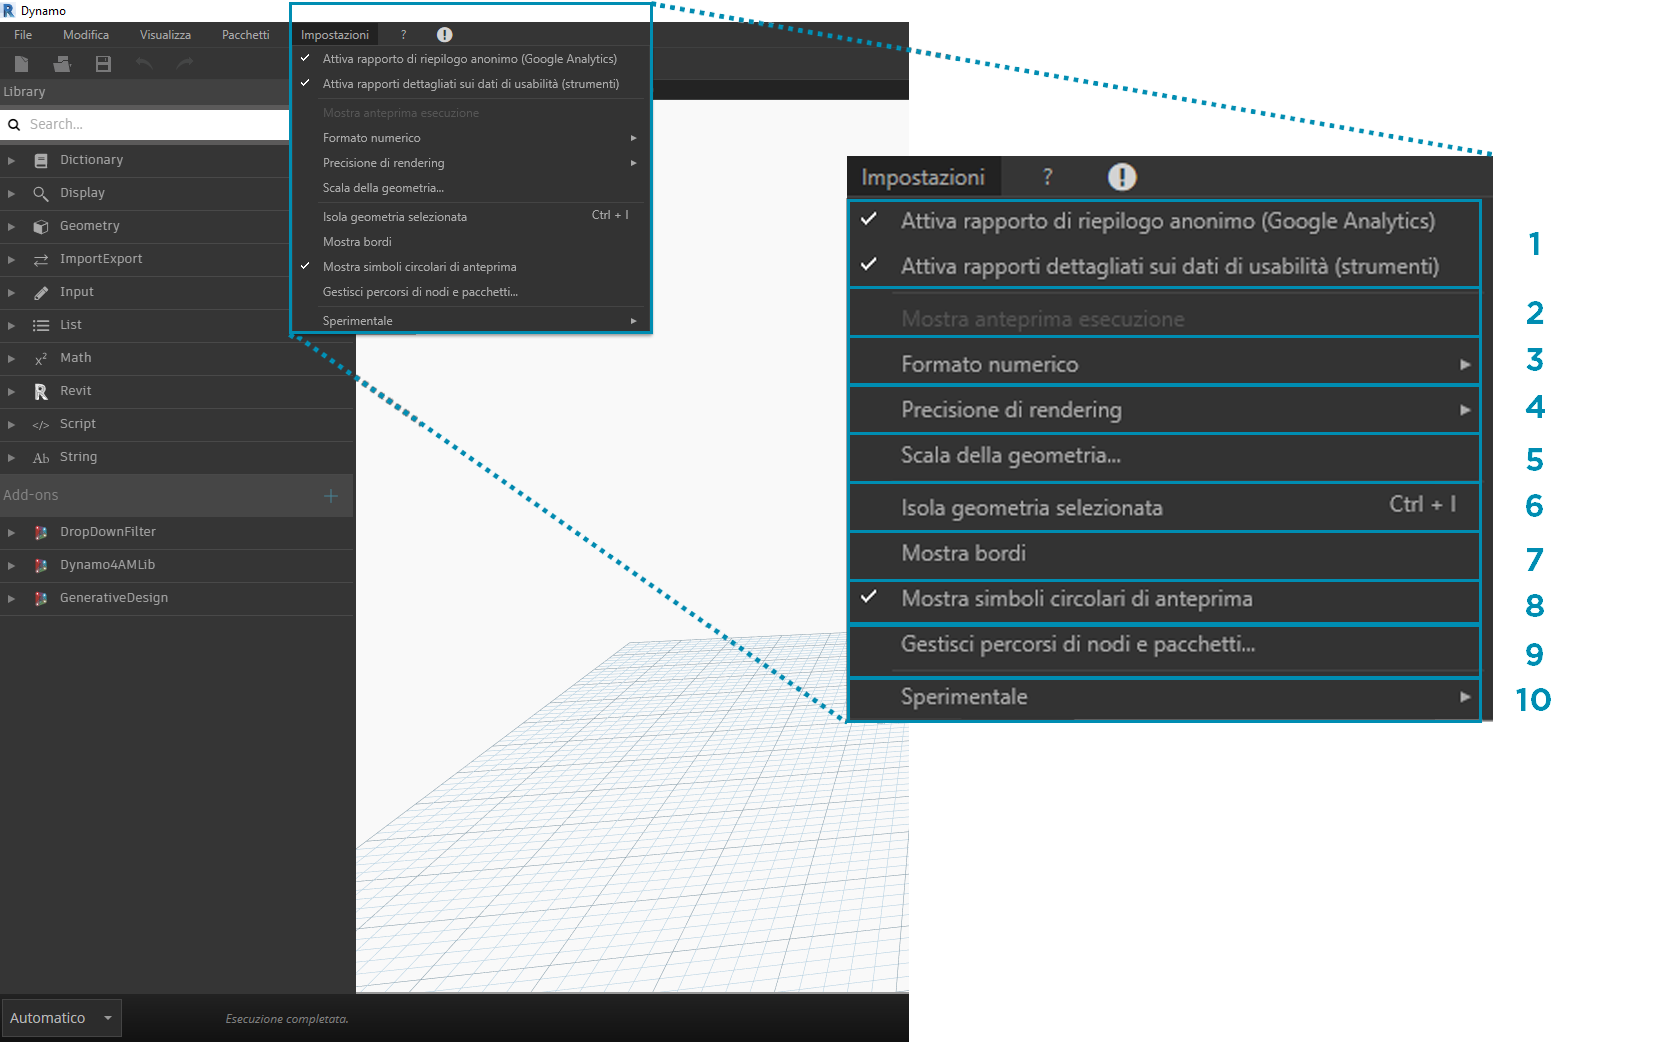 Dynamo
File Modifica Visualizza Pacchetti Impostazioni ?
Attiva rapporto di riepilogo anonimo (Google Analytics)
Attiva rapporti dettagliati sui dati di usabilità (strumenti)
Mostra anteprima esecuzione
Formato numerico
Precisione di rendering
Scala della geometria...
Isola geometria selezionata Ctrl + I
Mostra bordi
Mostra simboli circolari di anteprima
Gestisci percorsi di nodi e pacchetti...
Sperimentale
Library
Search...
Dictionary
Display
Geometry
ImportExport
Input
List
Math
Revit
Script
String
Add-ons
DropDownFilter
Dynamo4AMLib
GenerativeDesign
Automatico
Esecuzione completata.
Impostazioni ?
Attiva rapporto di riepilogo anonimo (Google Analytics)
1
Attiva rapporti dettagliati sui dati di usabilità (strumenti)
Mostra anteprima esecuzione 2
Formato numerico 3
Precisione di rendering 4
Scala della geometria... 5
Isola geometria selezionata Ctrl + I 6
Mostra bordi 7
Mostra simboli circolari di anteprima 8
Gestisci percorsi di nodi e pacchetti... 9
Sperimentale 10